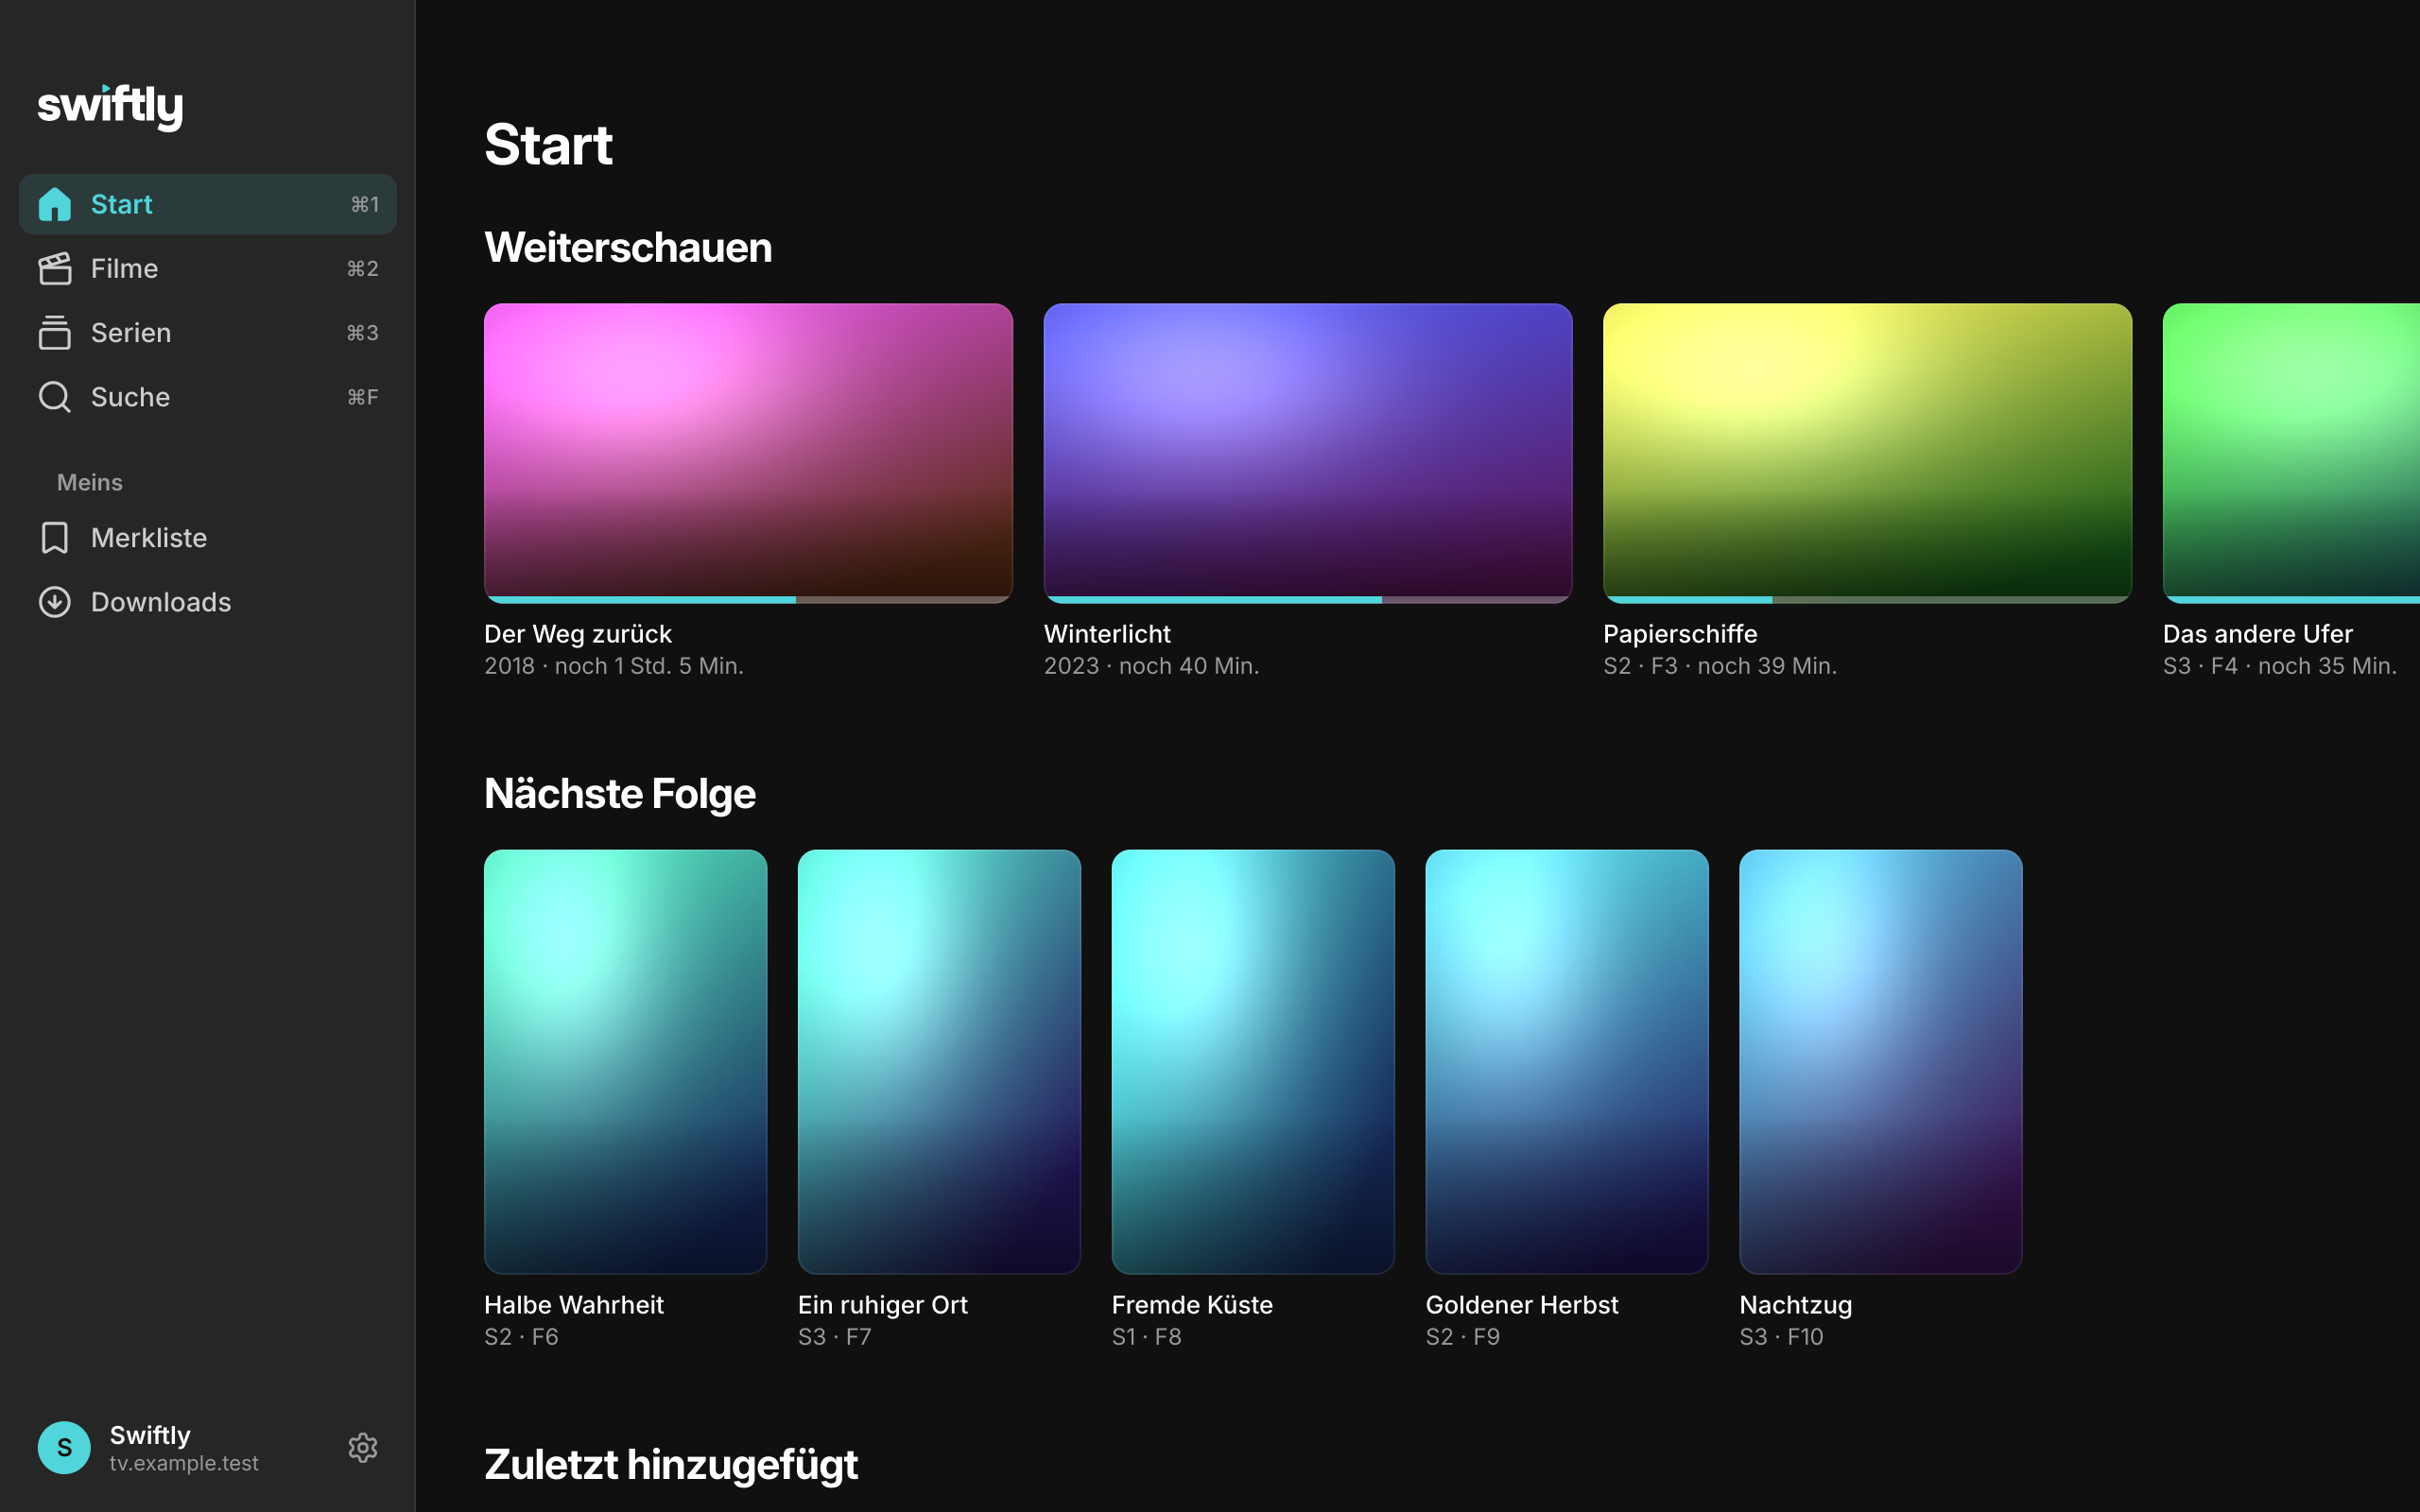 swiftly
Start ⌘1
Filme ⌘2
Serien ⌘3
Suche ⌘F
Meins
Merkliste
Downloads
S
Swiftly
tv.example.test
Start
Weiterschauen
Der Weg zurück
2018 · noch 1 Std. 5 Min.
Winterlicht
2023 · noch 40 Min.
Papierschiffe
S2 · F3 · noch 39 Min.
Das andere Ufer
S3 · F4 · noch 35 Min.
Nächste Folge
Halbe Wahrheit
S2 · F6
Ein ruhiger Ort
S3 · F7
Fremde Küste
S1 · F8
Goldener Herbst
S2 · F9
Nachtzug
S3 · F10
Zuletzt hinzugefügt